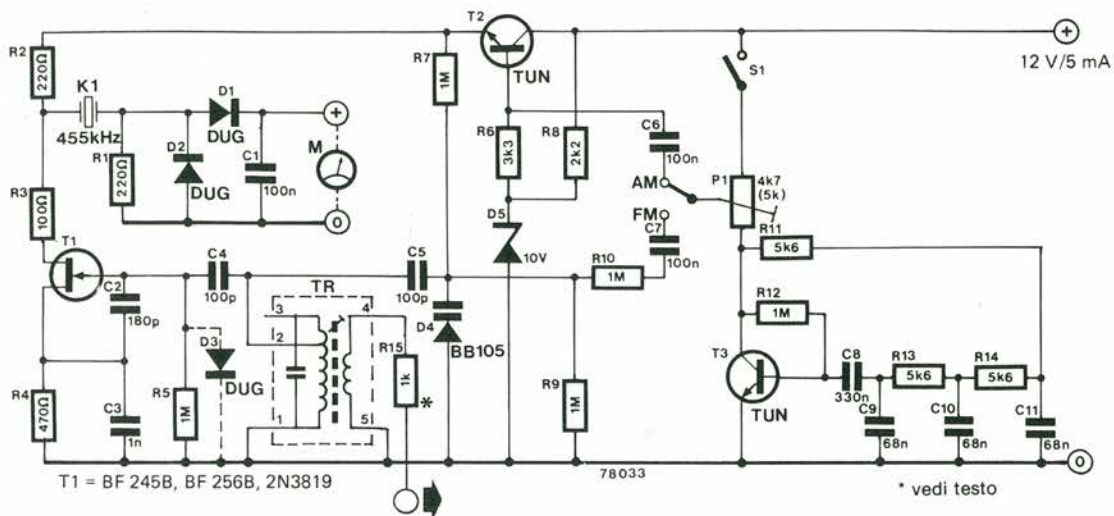 R2
220Ω
K1
455kHz
R1
220Ω
D1
DUG
D2
DUG
C1
100n
+
M
0
R3
100Ω
T1
C2
180p
R4
470Ω
C3
1n
R5
1M
D3
DUG
C4
100p
TR
3
2
1
4
5
R15
1k
*
C5
100p
D4
BB105
R7
1M
T2
TUN
R6
3k3
R8
2k2
D5
10V
R9
1M
R10
1M
C6
100n
AM
FM
C7
100n
S1
+
12 V/5 mA
P1
4k7
(5k)
R11
5k6
R12
1M
T3
TUN
C8
330n
R13
5k6
R14
5k6
C9
68n
C10
68n
C11
68n
0
T1 = BF 245B, BF 256B, 2N3819
78033
* vedi testo